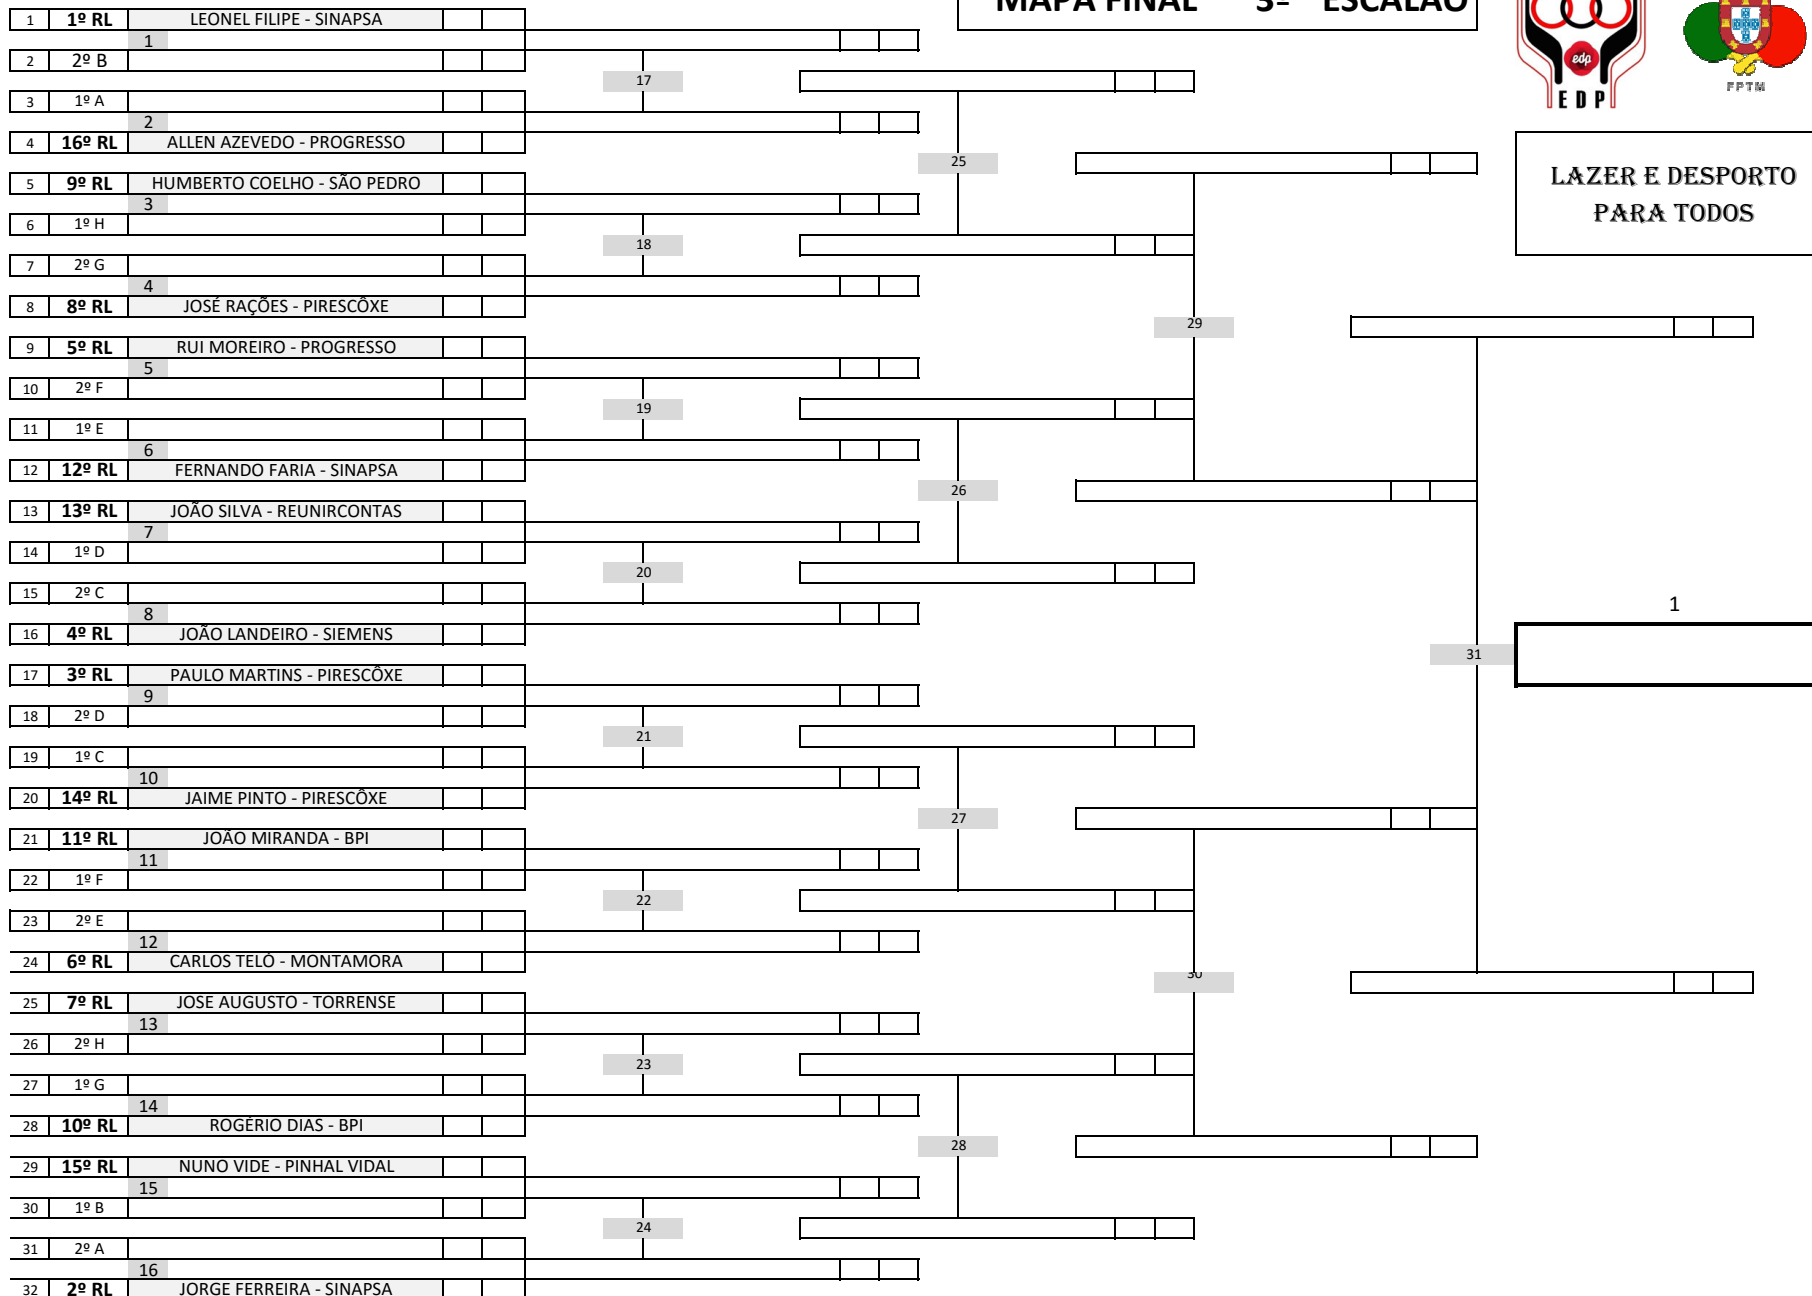 MAPA FINAL 3º ESCALÃO
1 1º RL LEONEL FILIPE - SINAPSA
1
2 2º B
17
3 1º A
2
4 16º RL ALLEN AZEVEDO - PROGRESSO
25
5 9º RL HUMBERTO COELHO - SÃO PEDRO
3
6 1º H
18
7 2º G
4
8 8º RL JOSÉ RAÇÕES - PIRESCÔXE
29
9 5º RL RUI MOREIRO - PROGRESSO
5
10 2º F
19
11 1º E
6
12 12º RL FERNANDO FARIA - SINAPSA
26
13 13º RL JOÃO SILVA - REUNIRCONTAS
7
14 1º D
20
15 2º C
8
16 4º RL JOÃO LANDEIRO - SIEMENS
31
17 3º RL PAULO MARTINS - PIRESCÔXE
9
18 2º D
21
19 1º C
10
20 14º RL JAIME PINTO - PIRESCÔXE
27
21 11º RL JOÃO MIRANDA - BPI
11
22 1º F
22
23 2º E
12
24 6º RL CARLOS TELÓ - MONTAMORA
30
25 7º RL JOSE AUGUSTO - TORRENSE
13
26 2º H
23
27 1º G
14
28 10º RL ROGÉRIO DIAS - BPI
28
29 15º RL NUNO VIDE - PINHAL VIDAL
15
30 1º B
24
31 2º A
16
32 2º RL JORGE FERREIRA - SINAPSA
edp
EDP
FPTM
LAZER E DESPORTO
PARA TODOS
1